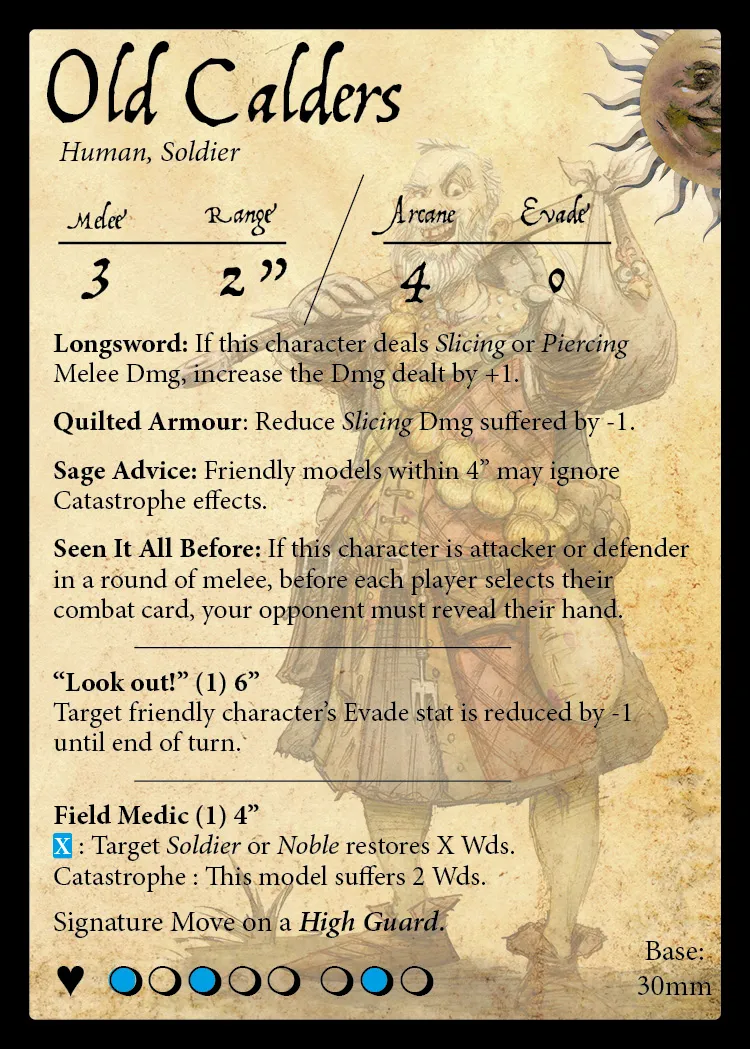 Old Calders
Human, Soldier
Melee Range Arcane Evade
3 2” 4 0
Longsword: If this character deals Slicing or Piercing
Melee Dmg, increase the Dmg dealt by +1.
Quilted Armour: Reduce Slicing Dmg suffered by -1.
Sage Advice: Friendly models within 4” may ignore
Catastrophe effects.
Seen It All Before: If this character is attacker or defender
in a round of melee, before each player selects their
combat card, your opponent must reveal their hand.
“Look out!” (1) 6”
Target friendly character’s Evade stat is reduced by -1
until end of turn.
Field Medic (1) 4”
X : Target Soldier or Noble restores X Wds.
Catastrophe : This model suffers 2 Wds.
Signature Move on a High Guard.
Base:
30mm